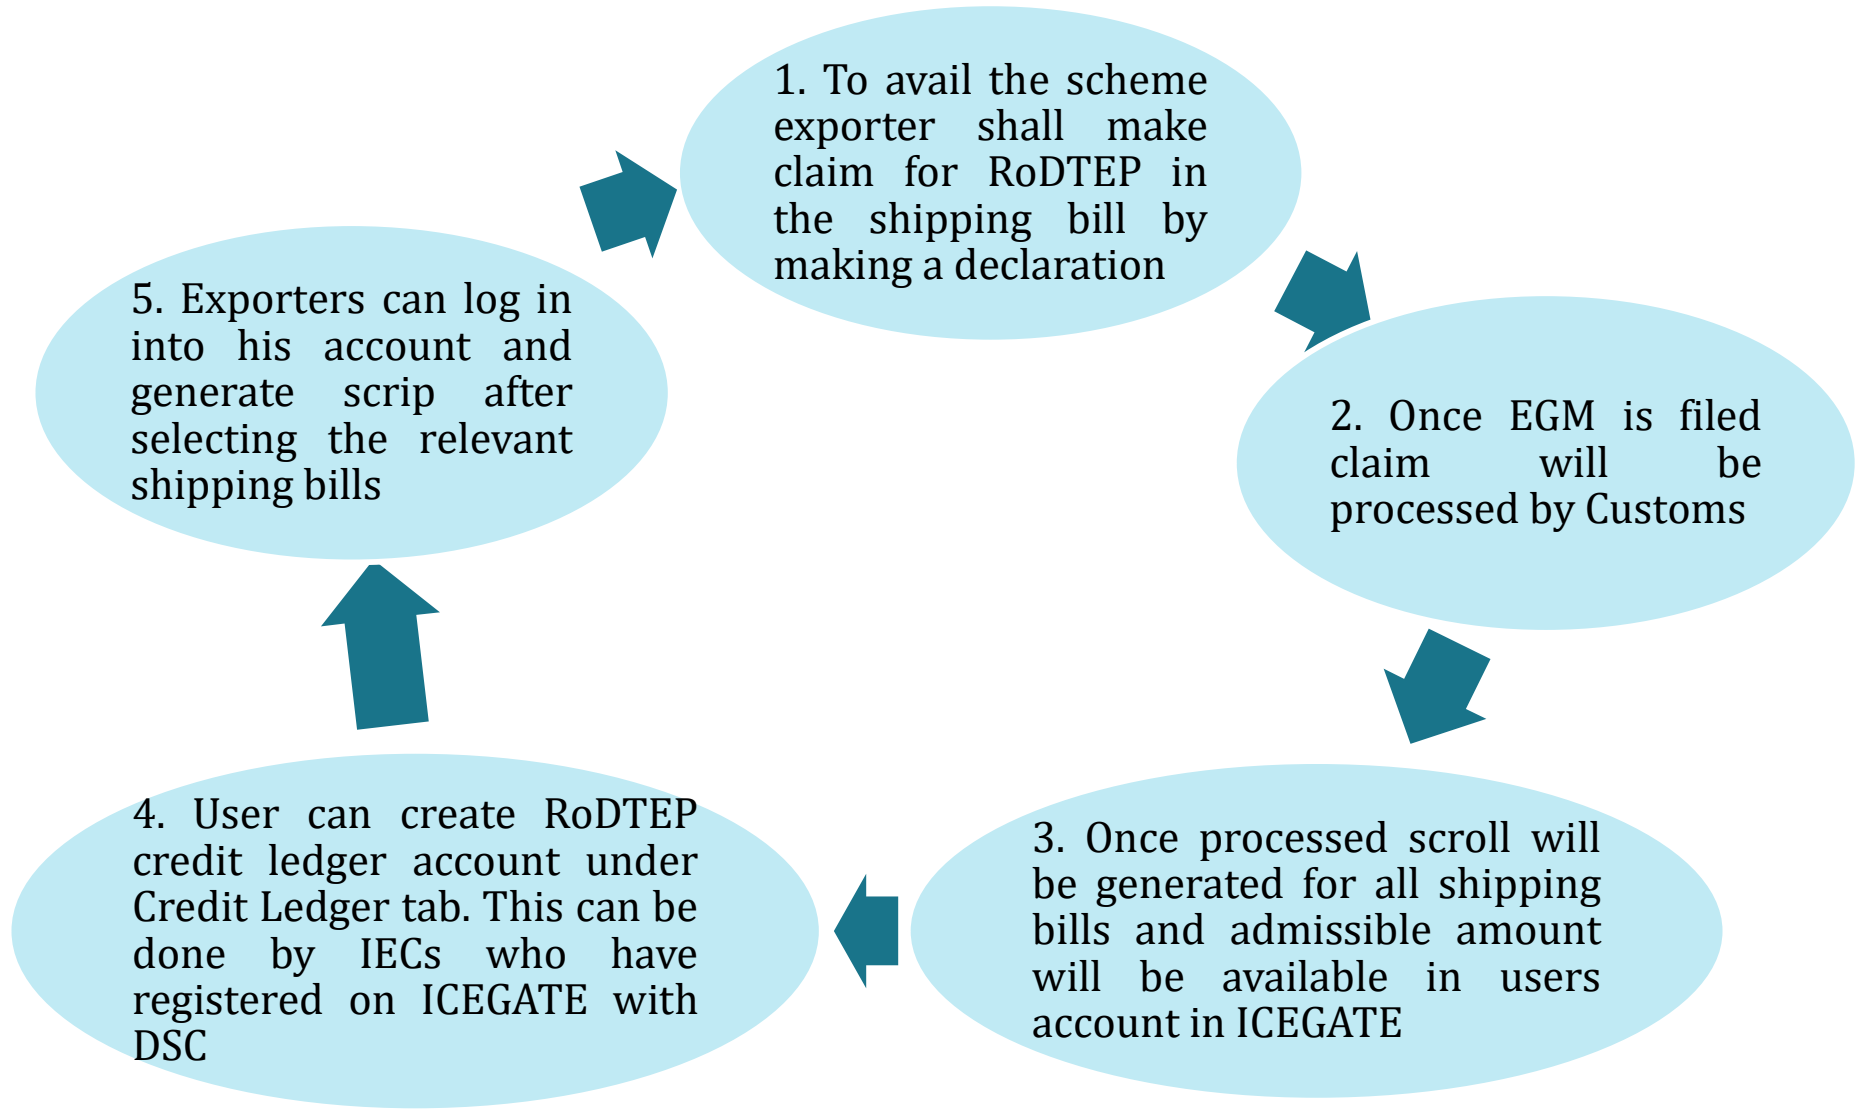 1. To avail the scheme
exporter shall make
claim for RoDTEP in
the shipping bill by
making a declaration
2. Once EGM is filed
claim will be
processed by Customs
3. Once processed scroll will
be generated for all shipping
bills and admissible amount
will be available in users
account in ICEGATE
4. User can create RoDTEP
credit ledger account under
Credit Ledger tab. This can be
done by IECs who have
registered on ICEGATE with
DSC
5. Exporters can log in
into his account and
generate scrip after
selecting the relevant
shipping bills